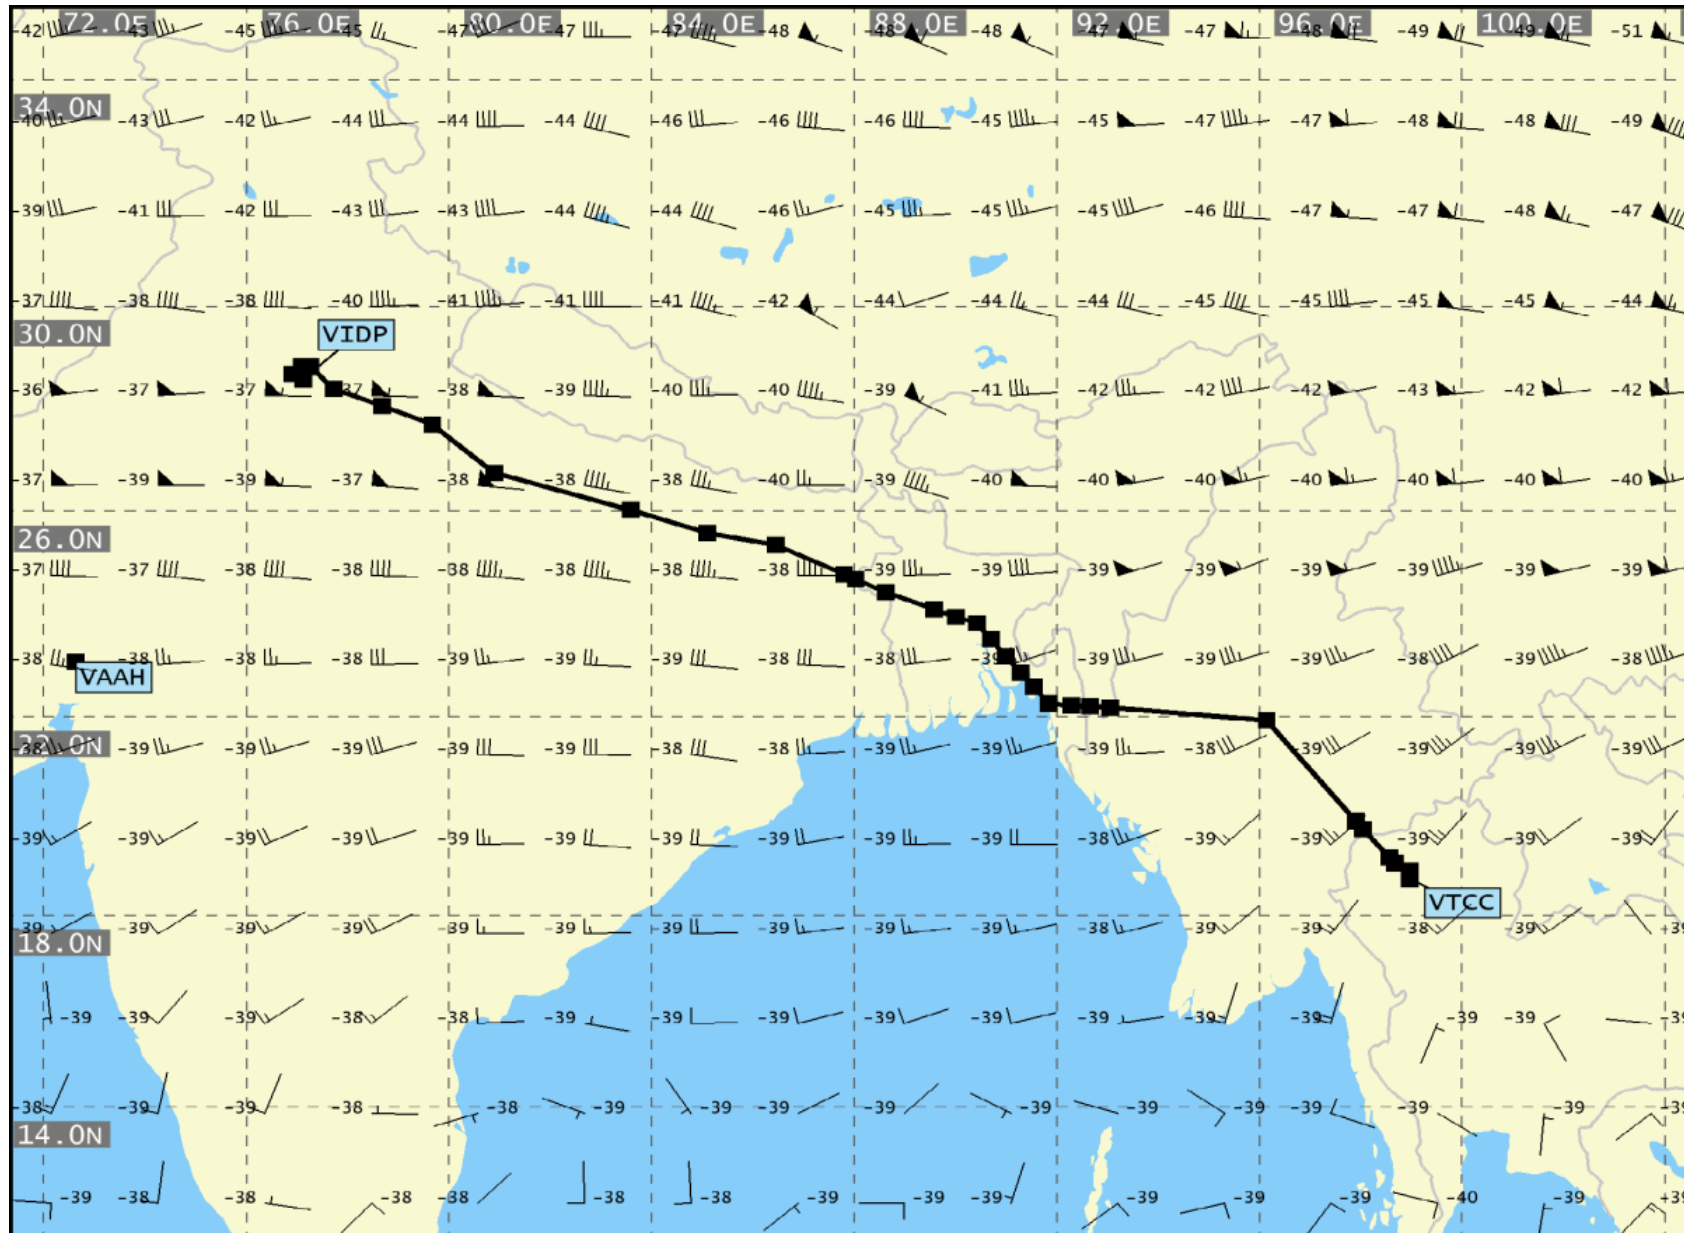 -42 72.0E -43 -45 76.0E -45 -47 80.0E -47 -47 84.0E -48 -48 88.0E -48 -47 92.0E -47 -48 96.0E -49 -49 100.0E -51
34.0N
-40 -43 -42 -44 -44 -44 -46 -46 -46 -45 -45 -47 -47 -48 -48 -49
-39 -41 -42 -43 -43 -44 -44 -46 -45 -45 -45 -46 -47 -47 -48 -47
-37 -38 -38 -40 -41 -41 -41 -42 -44 -44 -44 -45 -45 -45 -45 -44
30.0N VIDP
-36 -37 -37 -37 -38 -39 -40 -40 -39 -41 -42 -42 -42 -43 -42 -42
-37 -39 -39 -37 -38 -38 -38 -40 -39 -40 -40 -40 -40 -40 -40 -40
26.0N
-37 -37 -38 -38 -38 -38 -38 -38 -39 -39 -39 -39 -39 -39 -39 -39
-38 -38 -38 -38 -39 -39 -39 -38 -38 -39 -39 -39 -39 -38 -39 -38
VAAH
22.0N
-38 -39 -39 -39 -39 -39 -38 -38 -39 -39 -39 -38 -39 -39 -39 -39
-39 -39 -39 -39 -39 -39 -39 -39 -39 -39 -38 -39 -39 -39 -39 -39
VTCC
-39 -39 -39 -39 -39 -39 -39 -39 -39 -39 -38 -39 -39 -38 -39 -39
18.0N
-39 -39 -39 -38 -39 -39 -39 -39 -39 -39 -39 -39 -39 -39 -39 -39
-38 -39 -39 -38 -38 -39 -39 -39 -39 -39 -39 -39 -39 -39 -39 -39
14.0N
-39 -38 -38 -38 -38 -38 -38 -39 -39 -39 -39 -39 -39 -40 -39 -39